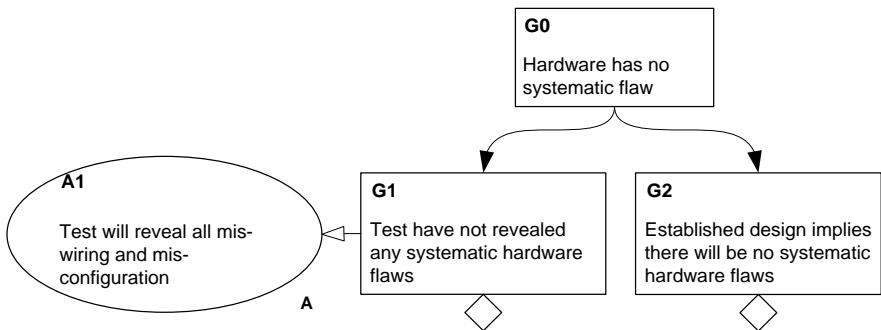 G0
Hardware has no
systematic flaw
A1
Test will reveal all mis-
wiring and mis-
configuration
A
G1
Test have not revealed
any systematic hardware
flaws
G2
Established design implies
there will be no systematic
hardware flaws